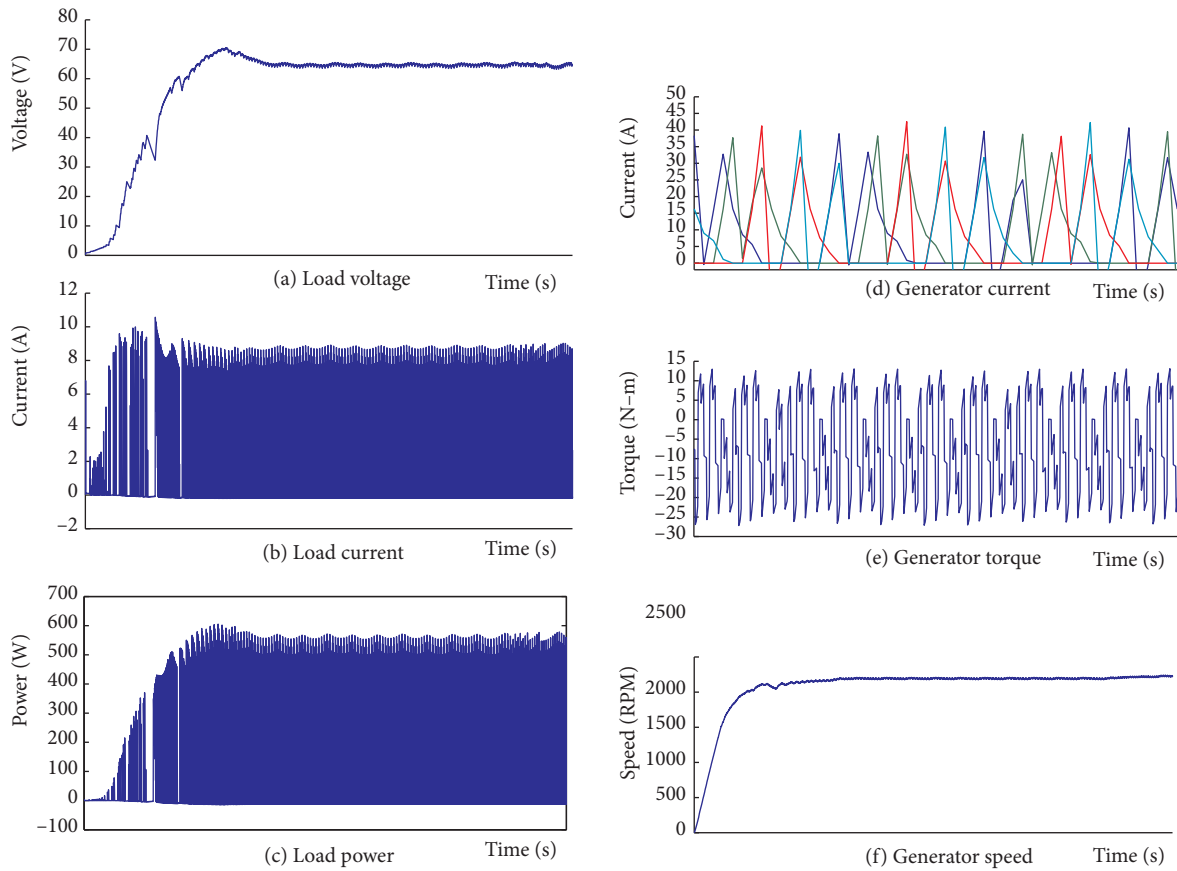 80
70
60
50
40
30
20
10
0
Voltage (V)
(a) Load voltage
Time (s)
12
10
8
6
4
2
0
−2
Current (A)
(b) Load current
Time (s)
700
600
500
400
300
200
100
0
−100
Power (W)
(c) Load power
Time (s)
50
45
40
35
30
25
20
15
10
5
0
Current (A)
(d) Generator current
Time (s)
15
10
5
0
−5
−10
−15
−20
−25
−30
Torque (N–m)
(e) Generator torque
Time (s)
2500
2000
1500
1000
500
0
Speed (RPM)
(f) Generator speed
Time (s)